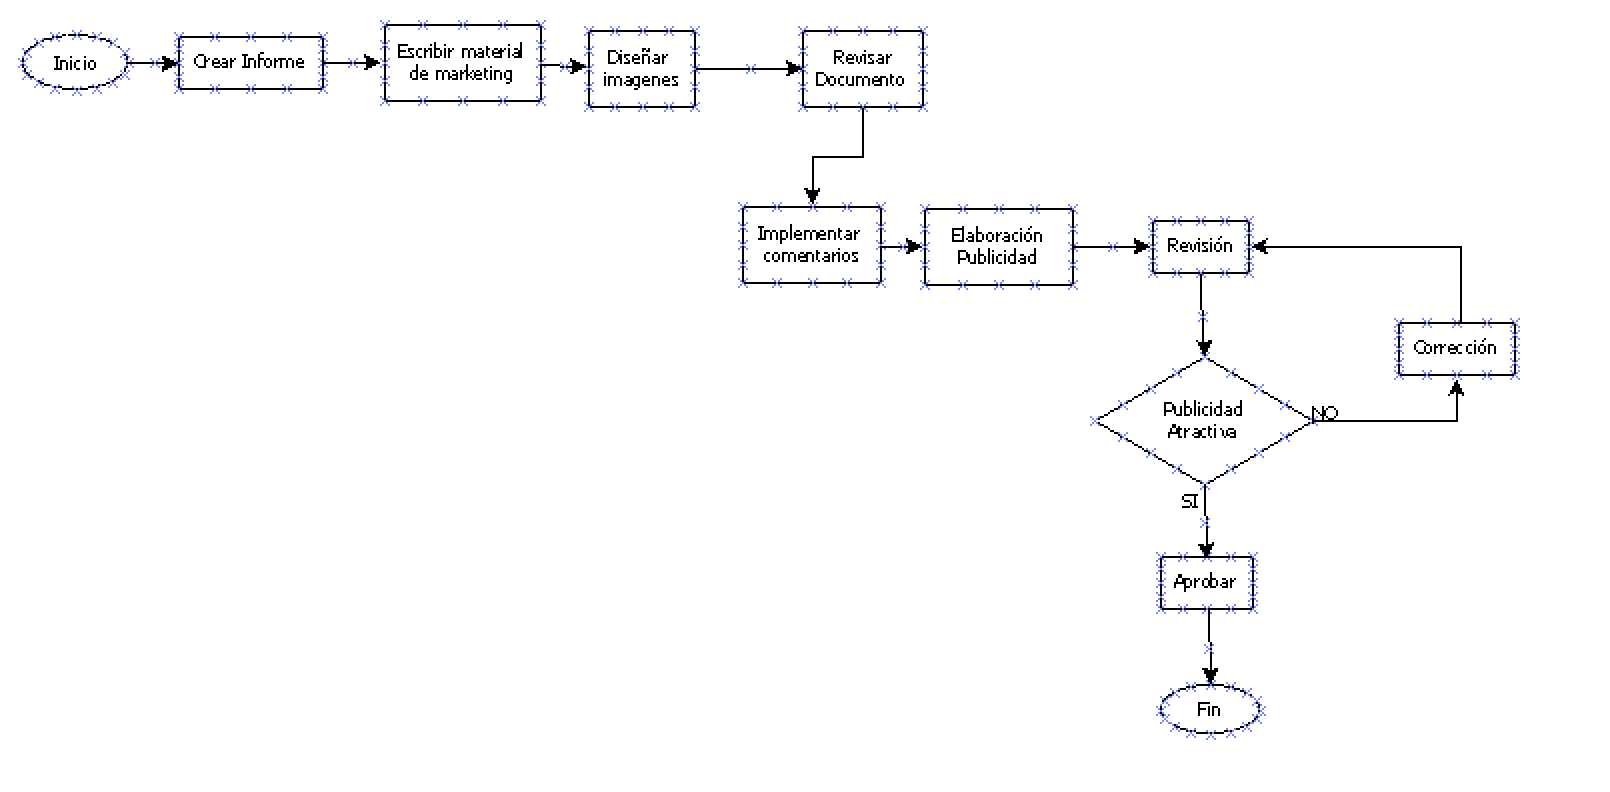 Inicio
Crear Informe
Escribir material
de marketing
Diseñar
imagenes
Revisar
Documento
Implementar
comentarios
Elaboración
Publicidad
Revisión
Corrección
Publicidad
Atractiva
NO
SI
Aprobar
Fin